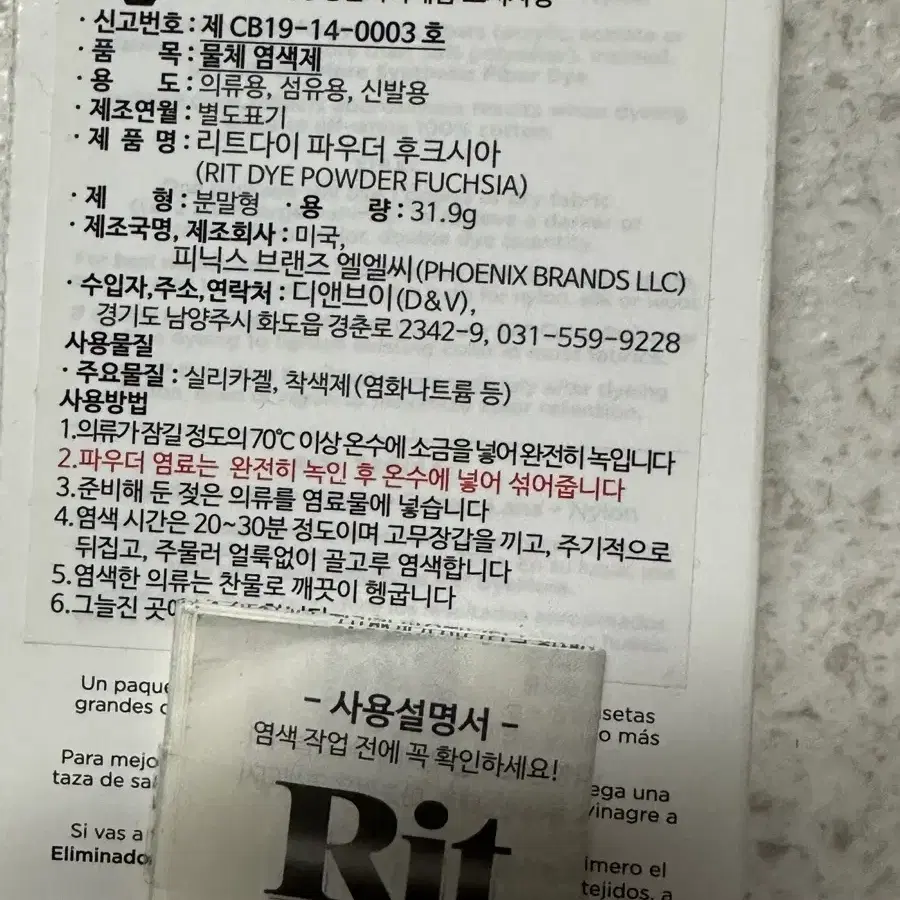 · 신고번호 : 제 CB19-14-0003 호
· 품 목 : 물체 염색제
· 용 도 : 의류용, 섬유용, 신발용
· 제조연월 : 별도표기
· 제 품 명 : 리트다이 파우더 후크시아
(RIT DYE POWDER FUCHSIA)
· 제 형 : 분말형 · 용 량 : 31.9g
· 제조국명, 제조회사 : 미국,
피닉스 브랜즈 엘엘씨(PHOENIX BRANDS LLC)
· 수입자,주소,연락처 : 디앤브이(D&V),
경기도 남양주시 화도읍 경춘로 2342-9, 031-559-9228
사용물질
· 주요물질 : 실리카겔, 착색제(염화나트륨 등)
사용방법
1.의류가 잠길 정도의 70℃ 이상 온수에 소금을 넣어 완전히 녹입니다
2.파우더 염료는 완전히 녹인 후 온수에 넣어 섞어줍니다
3.준비해 둔 젖은 의류를 염료물에 넣습니다
4.염색 시간은 20~30분 정도이며 고무장갑을 끼고, 주기적으로
뒤집고, 주물러 얼룩없이 골고루 염색합니다
5.염색한 의류는 찬물로 깨끗이 헹굽니다
6.그늘진
Un
grandes
setas
o más
Para mejo
taza de sal
ega una
vinagre a
Si vas a
Eliminado
imero el
tejidos, a
- 사용설명서 -
염색 작업 전에 꼭 확인하세요!
Rit